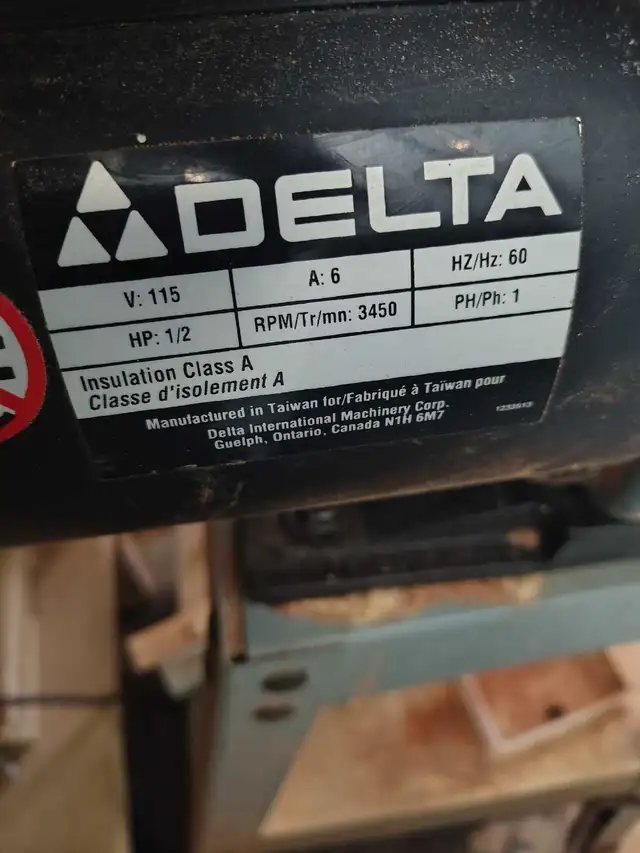 DELTA
V: 115
A: 6
HZ/Hz: 60
HP: 1/2
RPM/Tr/mn: 3450
PH/Ph: 1
Insulation Class A
Classe d'isolement A
Manufactured in Taiwan for/Fabriqué à Taïwan pour
Delta International Machinery Corp.
Guelph, Ontario, Canada N1H 6M7